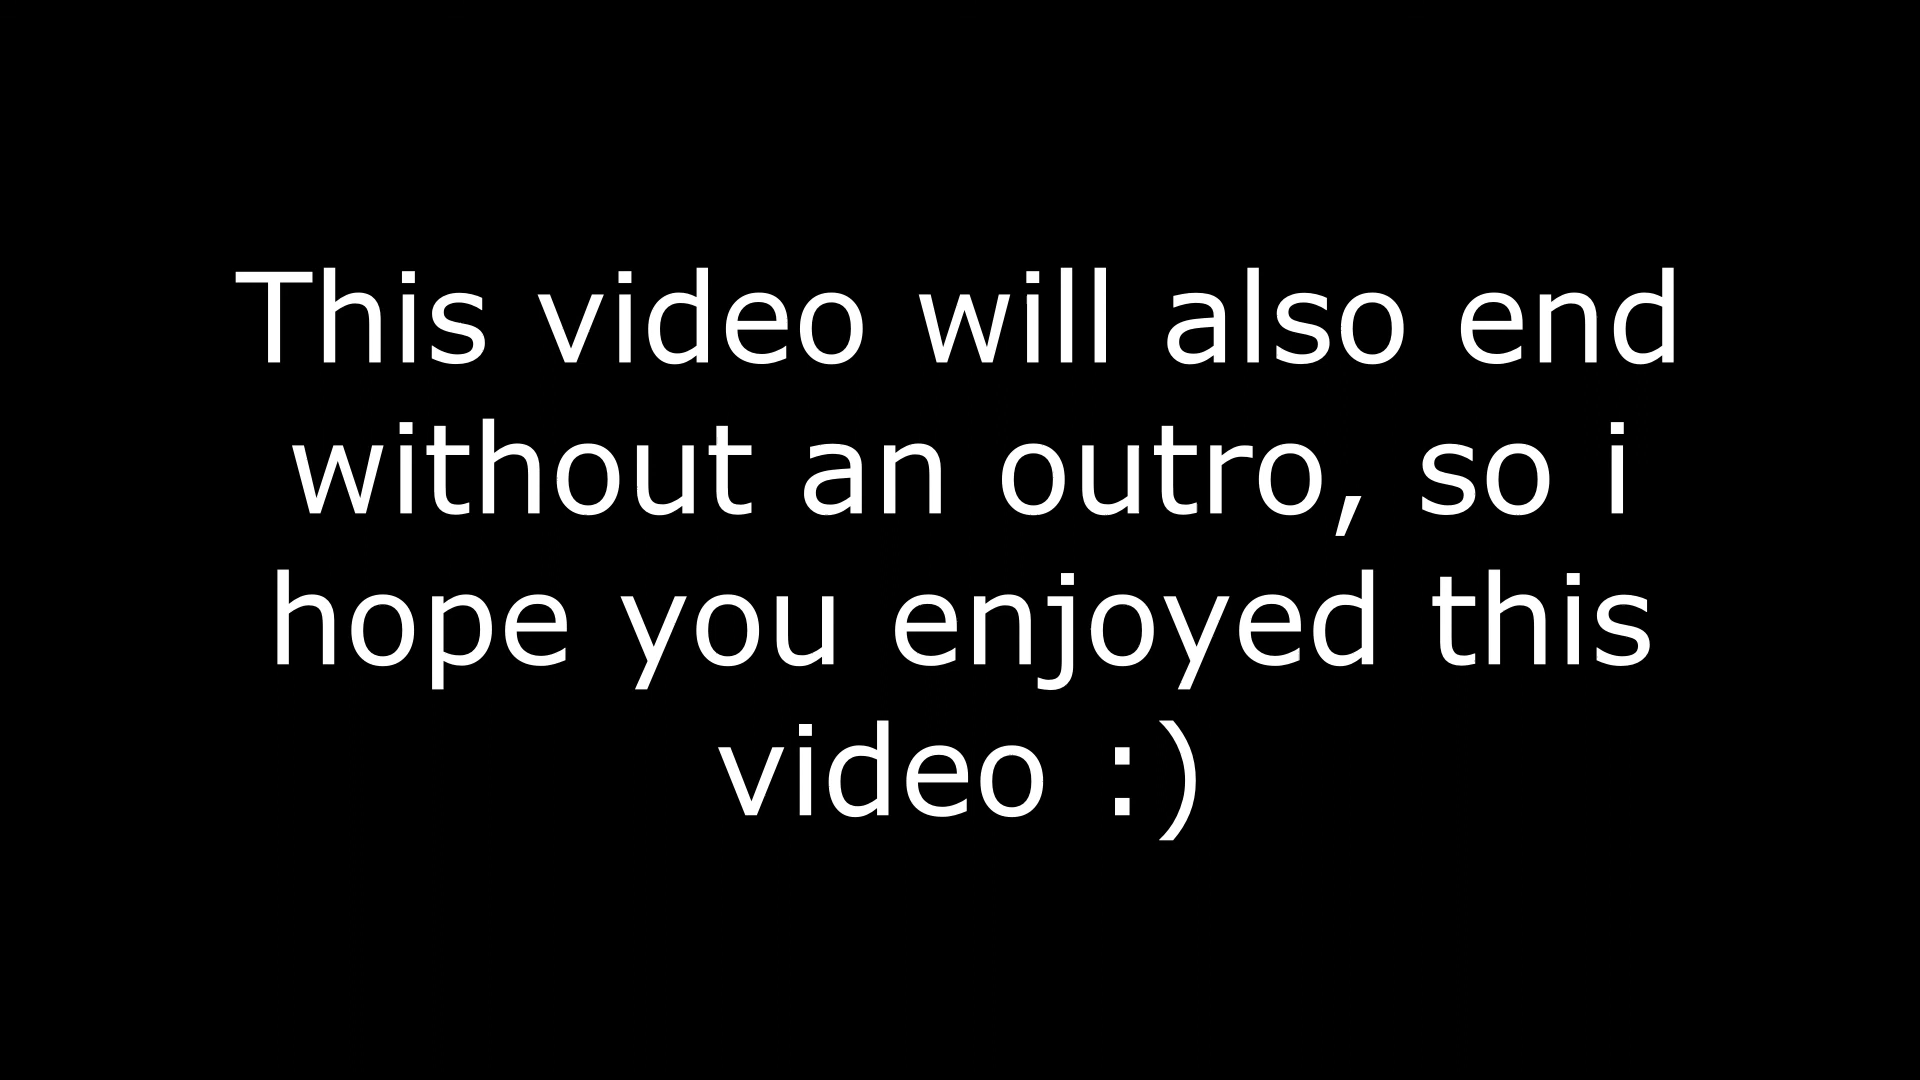 This video will also end
without an outro, so i
hope you enjoyed this
video :)